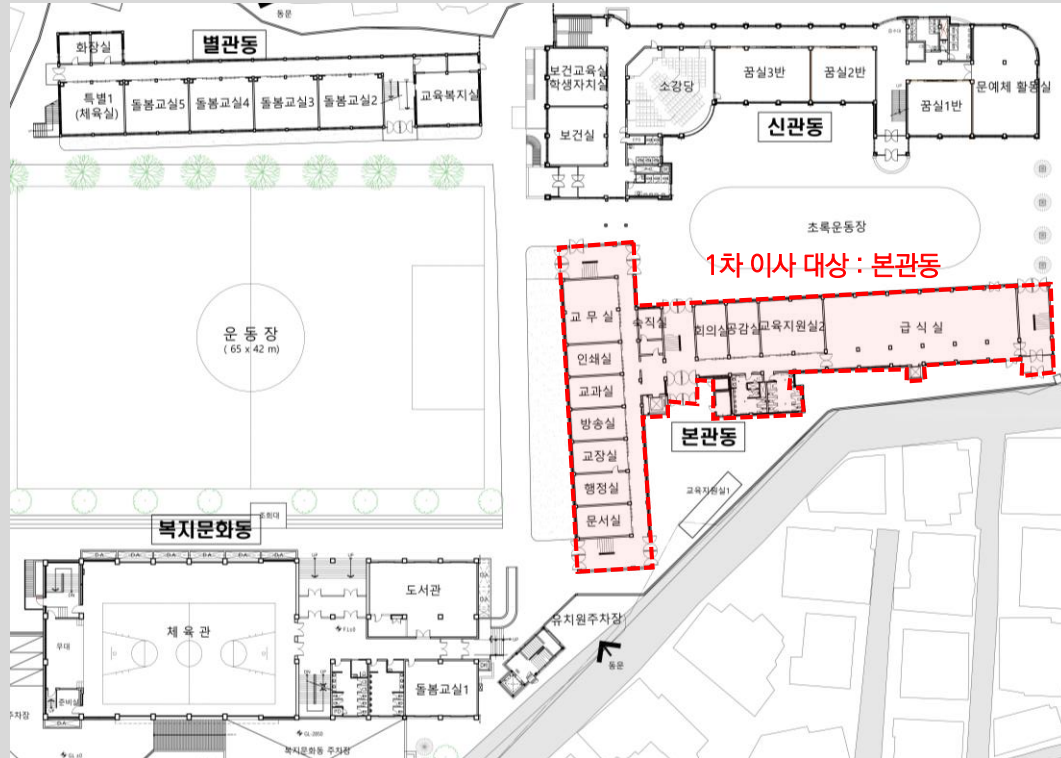 동문
별관동
화장실
특별1
(체육실)
돌봄교실5
돌봄교실4
돌봄교실3
돌봄교실2
교육복지실
보건교육실
학생자치실
소강당
꿈실3반
꿈실2반
꿈실1반
문예체 활동실
보건실
신관동
초록운동장
1차 이사 대상 : 본관동
운 동 장
( 65 x 42 m )
교 무 실
숙직실
회의실
공감실
교육지원실2
급 식 실
인쇄실
교과실
방송실
교장실
행정실
문서실
본관동
교육지원실1
조회대
복지문화동
체 육 관
무대
준비실
도서관
돌봄교실1
유치원주차장
동문
주차장
복지문화동 주차장